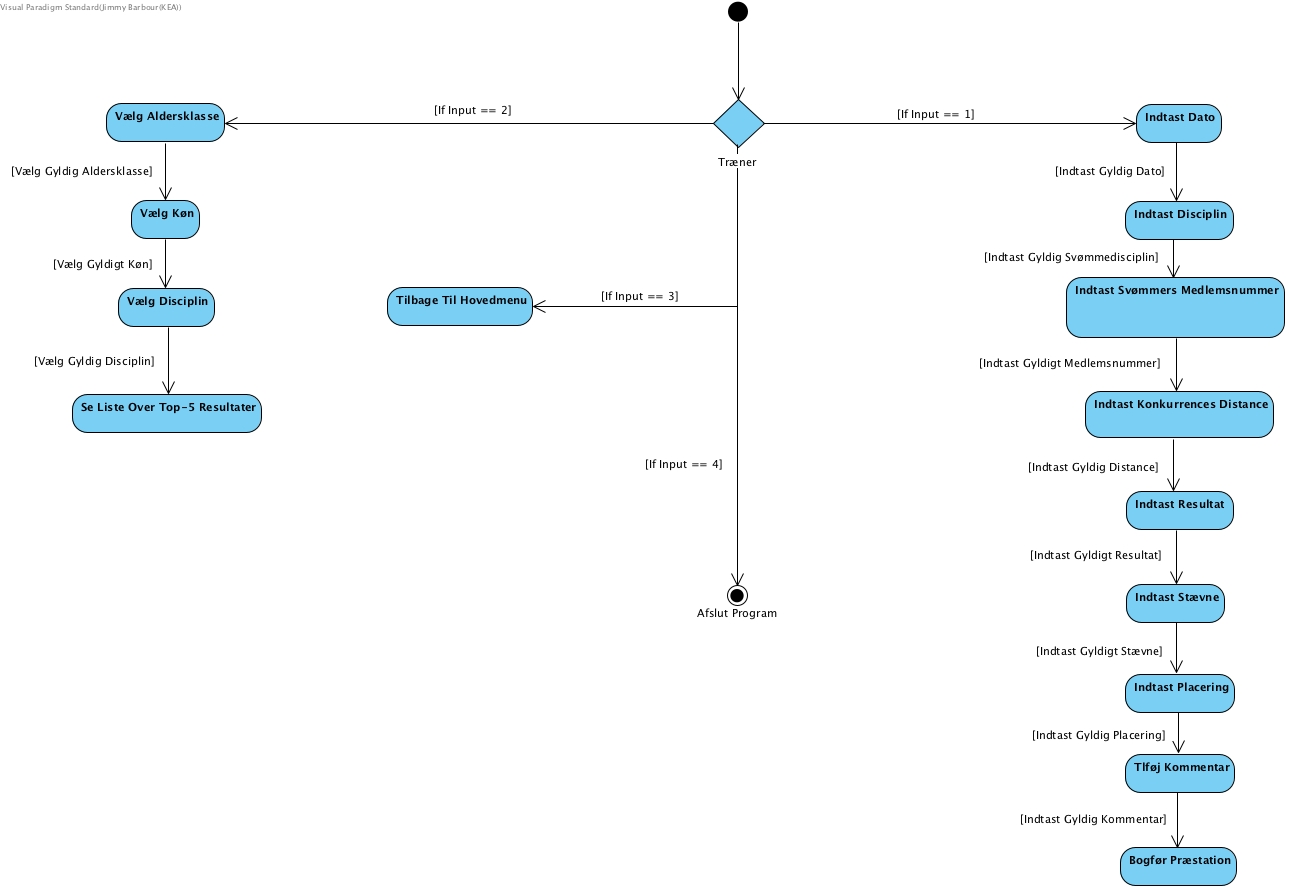 Visual Paradigm Standard(Jimmy Barbour(KEA))
[If Input == 2]
[If Input == 1]
Træner
Vælg Aldersklasse
[Vælg Gyldig Aldersklasse]
Vælg Køn
[Vælg Gyldigt Køn]
Vælg Disciplin
[Vælg Gyldig Disciplin]
Se Liste Over Top-5 Resultater
[If Input == 3]
Tilbage Til Hovedmenu
[If Input == 4]
Afslut Program
Indtast Dato
[Indtast Gyldig Dato]
Indtast Disciplin
[Indtast Gyldig Svømmedisciplin]
Indtast Svømmers Medlemsnummer
[Indtast Gyldigt Medlemsnummer]
Indtast Konkurrences Distance
[Indtast Gyldig Distance]
Indtast Resultat
[Indtast Gyldigt Resultat]
Indtast Stævne
[Indtast Gyldigt Stævne]
Indtast Placering
[Indtast Gyldig Placering]
Tlføj Kommentar
[Indtast Gyldig Kommentar]
Bogfør Præstation